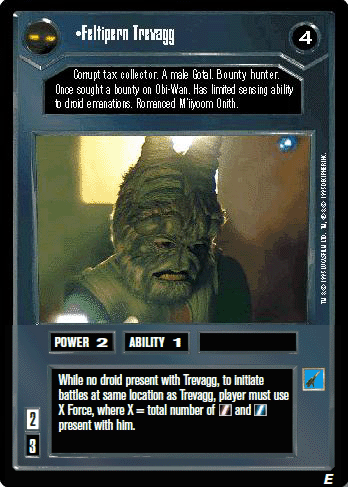 •Feltipern Trevagg
4
Corrupt tax collector. A male Gotal. Bounty hunter.
Once sought a bounty on Obi-Wan. Has limited sensing ability
to droid emanations. Romanced M'iiyoom Onith.
POWER 2
ABILITY 1
While no droid present with Trevagg, to initiate
battles at same location as Trevagg, player must use
X Force, where X = total number of and
present with him.
2
3
E